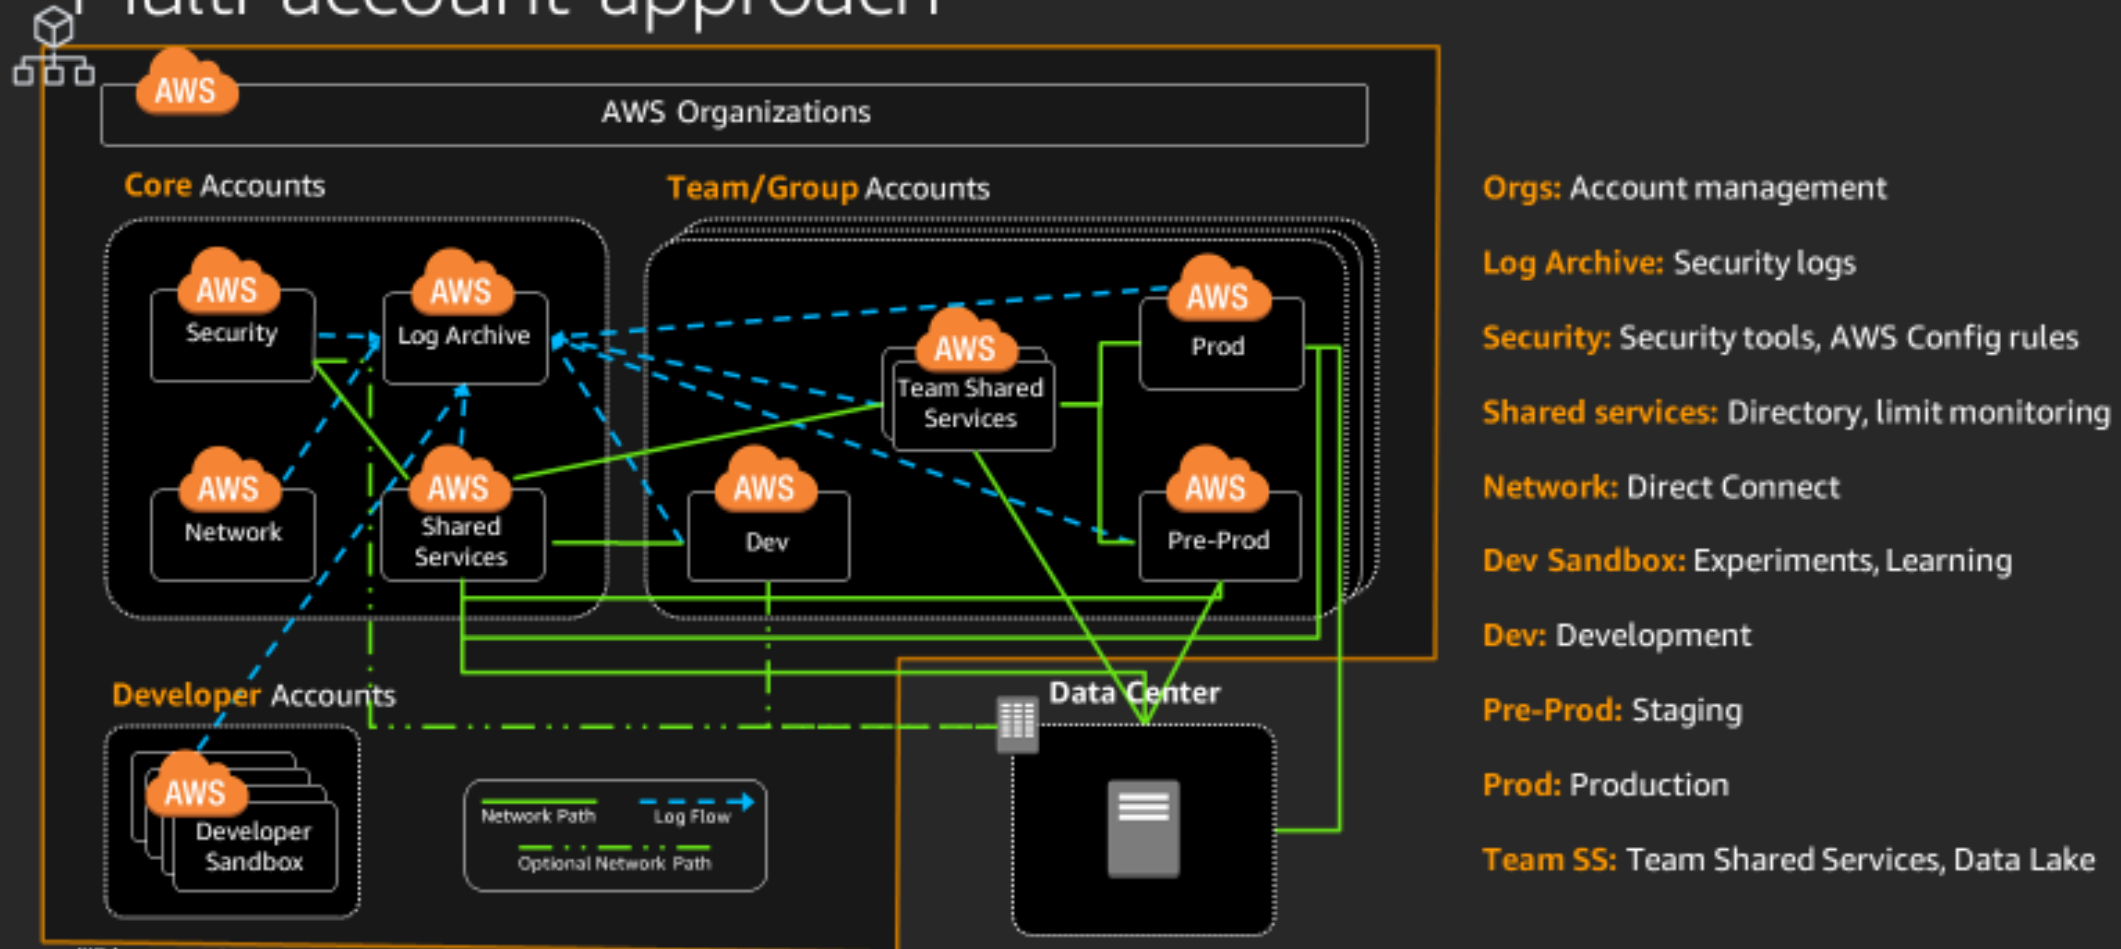 Multi-account approach
AWS
AWS Organizations
Core Accounts
Team/Group Accounts
AWS
Security
AWS
Log Archive
AWS
Prod
AWS
Team Shared
Services
AWS
Network
AWS
Shared
Services
AWS
Dev
AWS
Pre-Prod
Developer Accounts
Data Center
AWS
Developer
Sandbox
Network Path
Log Flow
Optional Network Path
Orgs: Account management
Log Archive: Security logs
Security: Security tools, AWS Config rules
Shared services: Directory, limit monitoring
Network: Direct Connect
Dev Sandbox: Experiments, Learning
Dev: Development
Pre-Prod: Staging
Prod: Production
Team SS: Team Shared Services, Data Lake